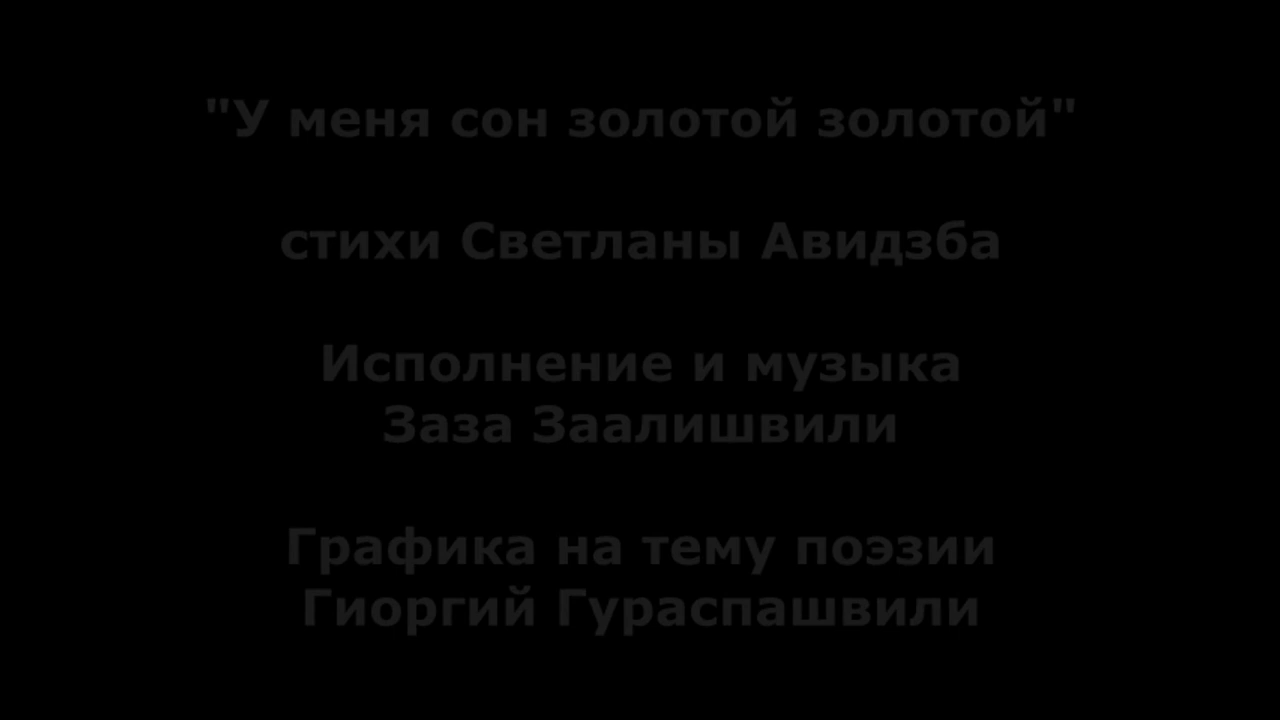 "У меня сон золотой золотой"
стихи Светланы Авидзба
Исполнение и музыка
Заза Заалишвили
Графика на тему поэзии
Гиоргий Гураспашвили